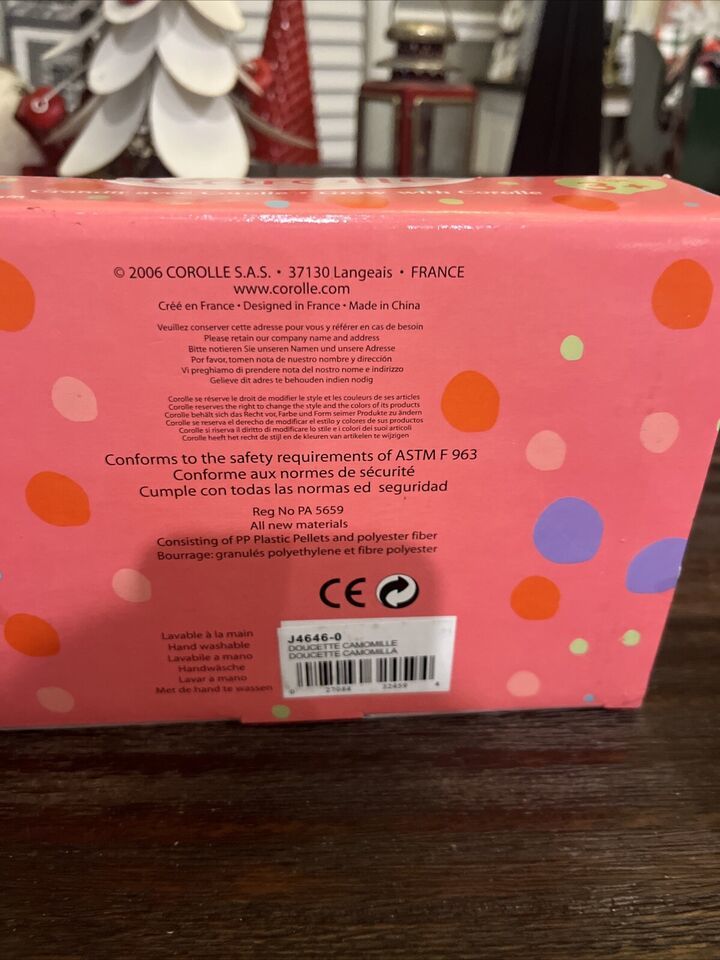 with Corolle
© 2006 COROLLE S.A.S. • 37130 Langeais • FRANCE
www.corolle.com
Créé en France • Designed in France • Made in China
Veuillez conserver cette adresse pour vous y référer en cas de besoin
Please retain our company name and address
Bitte notieren Sie unseren Namen und unsere Adresse
Por favor, tomen nota de nuestro nombre y dirección
Vi preghiamo di prendere nota del nostro nome e indirizzo
Gelieve dit adres te behouden indien nodig
Corolle se réserve le droit de modifier le style et les couleurs de ses articles
Corolle reserves the right to change the style and the colors of its products
Corolle behält sich das Recht vor, Farbe und Form seimer Produkte zu ändern
Corolle se reserva el derecho de modificar el estilo y colores de sus productos
Corolle si riserva il diritto di modificare lo stile e i colori dei suoi articoli
Corolle heeft het recht de stijl en de kleuren van artikelen te wijzigen
Conforms to the safety requirements of ASTM F 963
Conforme aux normes de sécurité
Cumple con todas las normas ed seguridad
Reg No PA 5659
All new materials
Consisting of PP Plastic Pellets and polyester fiber
Bourrage: granulés polyethylene et fibre polyester
CE
Lavable à la main
Hand washable
Lavabile a mano
Handwäsche
Lavar a mano
Met de hand te wassen
J4646-0
DOUCETTE CAMOMILLE
DOUCETTE CAMOMILLA
0 27084 32459 4